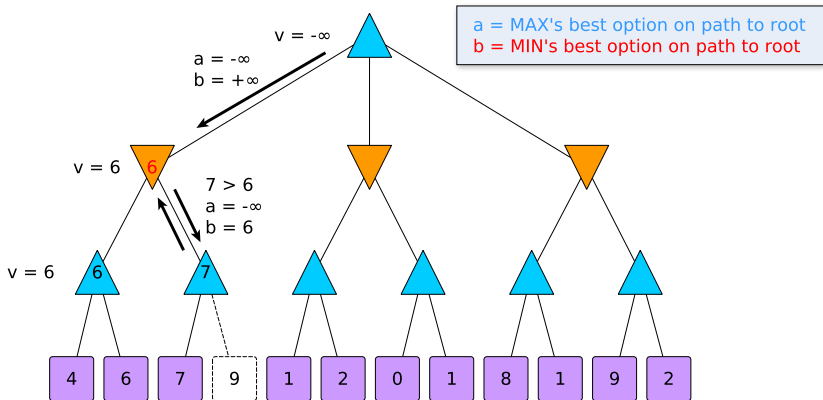 a = MAX's best option on path to root
b = MIN's best option on path to root
v = -∞
a = -∞
b = +∞
v = 6
6
7 > 6
a = -∞
b = 6
v = 6
6
7
4 6 7 9 1 2 0 1 8 1 9 2